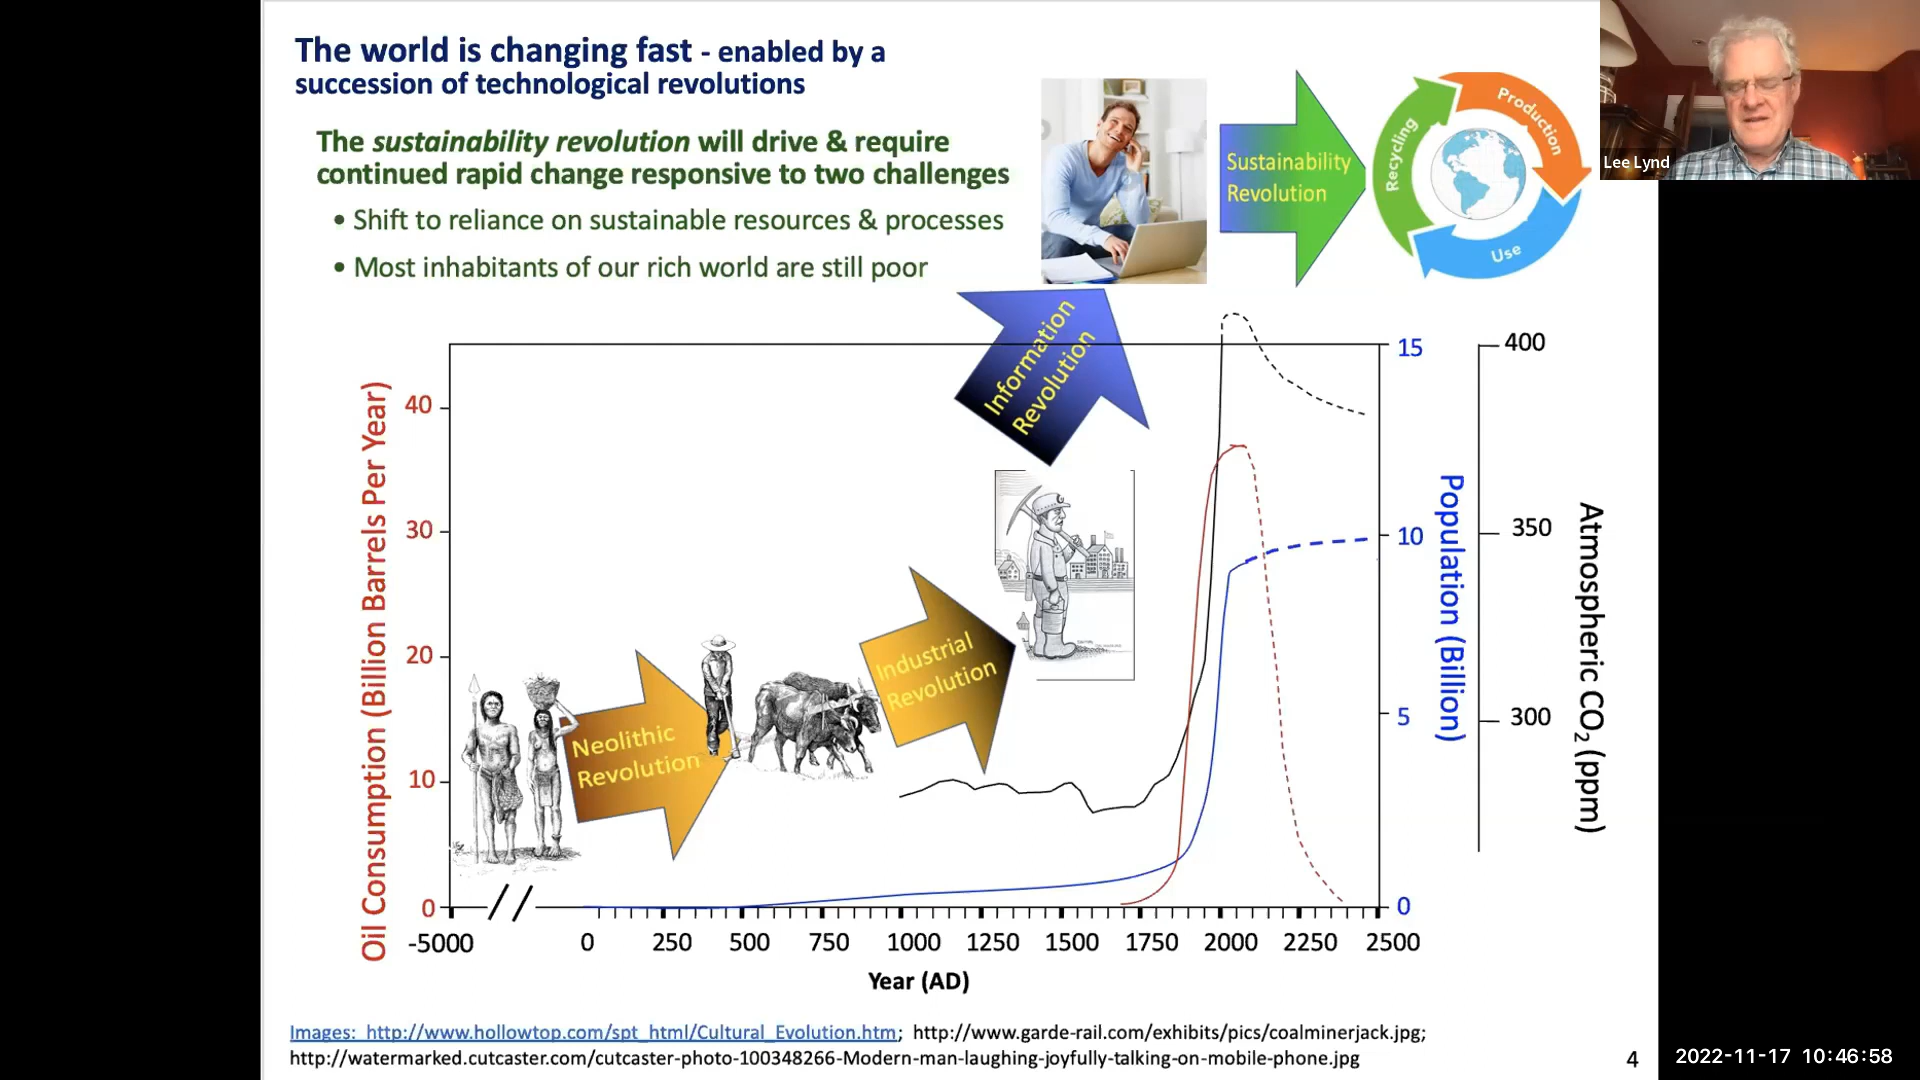 The world is changing fast - enabled by a
succession of technological revolutions
The sustainability revolution will drive & require
continued rapid change responsive to two challenges
• Shift to reliance on sustainable resources & processes
• Most inhabitants of our rich world are still poor
Sustainability
Revolution
Recycling
Production
Use
Lee Lynd
Information
Revolution
Industrial
Revolution
Neolithic
Revolution
Oil Consumption (Billion Barrels Per Year)
40
30
20
10
0
15
10
5
0
Population (Billion)
400
350
300
Atmospheric CO2 (ppm)
-5000 0 250 500 750 1000 1250 1500 1750 2000 2250 2500
Year (AD)
Images: http://www.hollowtop.com/spt_html/Cultural_Evolution.htm; http://www.garde-rail.com/exhibits/pics/coalminerjack.jpg;
http://watermarked.cutcaster.com/cutcaster-photo-100348266-Modern-man-laughing-joyfully-talking-on-mobile-phone.jpg
4
2022-11-17 10:46:58